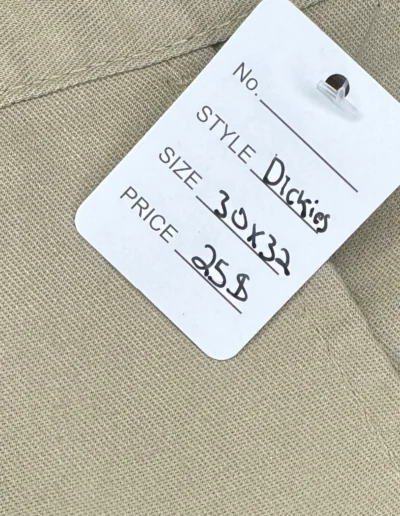 No.
STYLE Dickies
SIZE 30x32
PRICE 25$